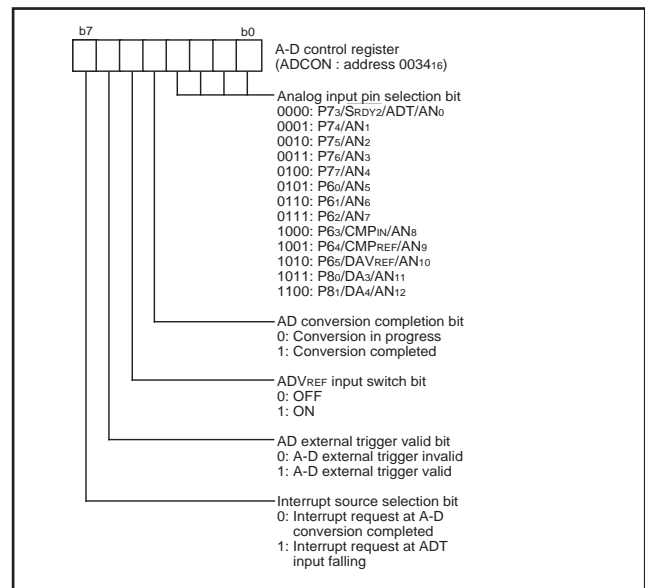 b7 b0
A-D control register
(ADCON : address 0034₁₆)
Analog input pin selection bit
0000: P7₃/S̅R̅D̅Y̅2̅/ADT/AN₀
0001: P7₄/AN₁
0010: P7₅/AN₂
0011: P7₆/AN₃
0100: P7₇/AN₄
0101: P6₀/AN₅
0110: P6₁/AN₆
0111: P6₂/AN₇
1000: P6₃/CMPIN/AN₈
1001: P6₄/CMPREF/AN₉
1010: P6₅/DAVREF/AN₁₀
1011: P8₀/DA₃/AN₁₁
1100: P8₁/DA₄/AN₁₂
AD conversion completion bit
0: Conversion in progress
1: Conversion completed
ADVREF input switch bit
0: OFF
1: ON
AD external trigger valid bit
0: A-D external trigger invalid
1: A-D external trigger valid
Interrupt source selection bit
0: Interrupt request at A-D
conversion completed
1: Interrupt request at ADT
input falling